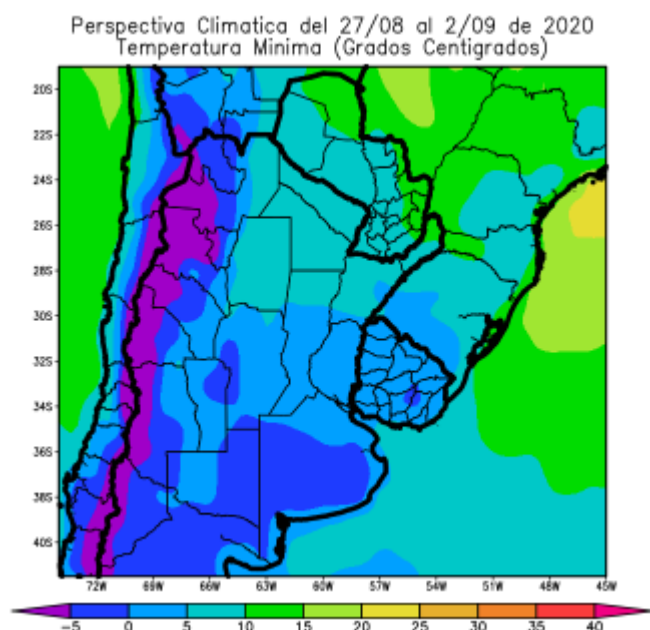 Perspectiva Climatica del 27/08 al 2/09 de 2020
Temperatura Minima (Grados Centigrados)
20S
22S
24S
26S
28S
30S
32S
34S
36S
38S
40S
72W 69W 66W 63W 60W 57W 54W 51W 48W 45W
-5 0 5 10 15 20 25 30 35 40